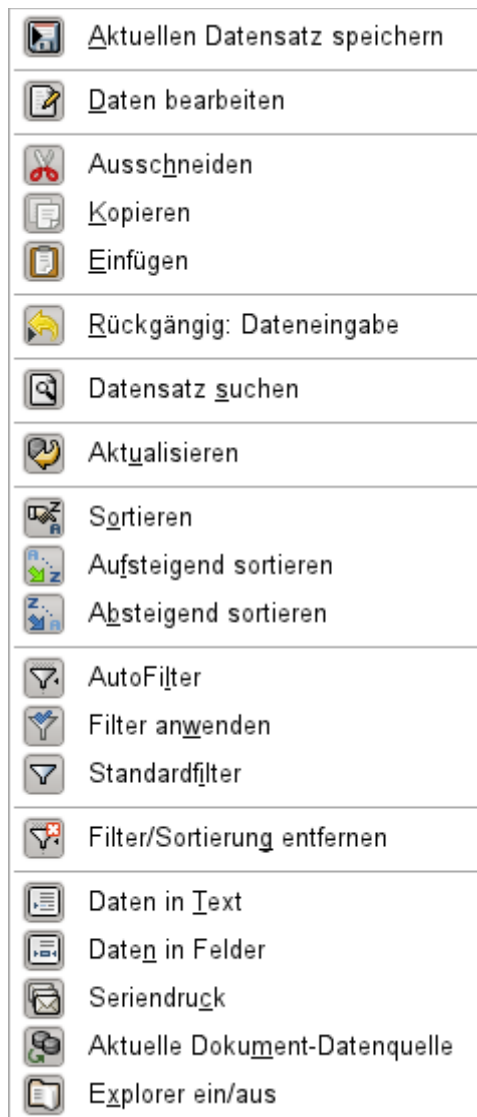 Aktuellen Datensatz speichern
Daten bearbeiten
Ausschneiden
Kopieren
Einfügen
Rückgängig: Dateneingabe
Datensatz suchen
Aktualisieren
Sortieren
Aufsteigend sortieren
Absteigend sortieren
AutoFilter
Filter anwenden
Standardfilter
Filter/Sortierung entfernen
Daten in Text
Daten in Felder
Seriendruck
Aktuelle Dokument-Datenquelle
Explorer ein/aus